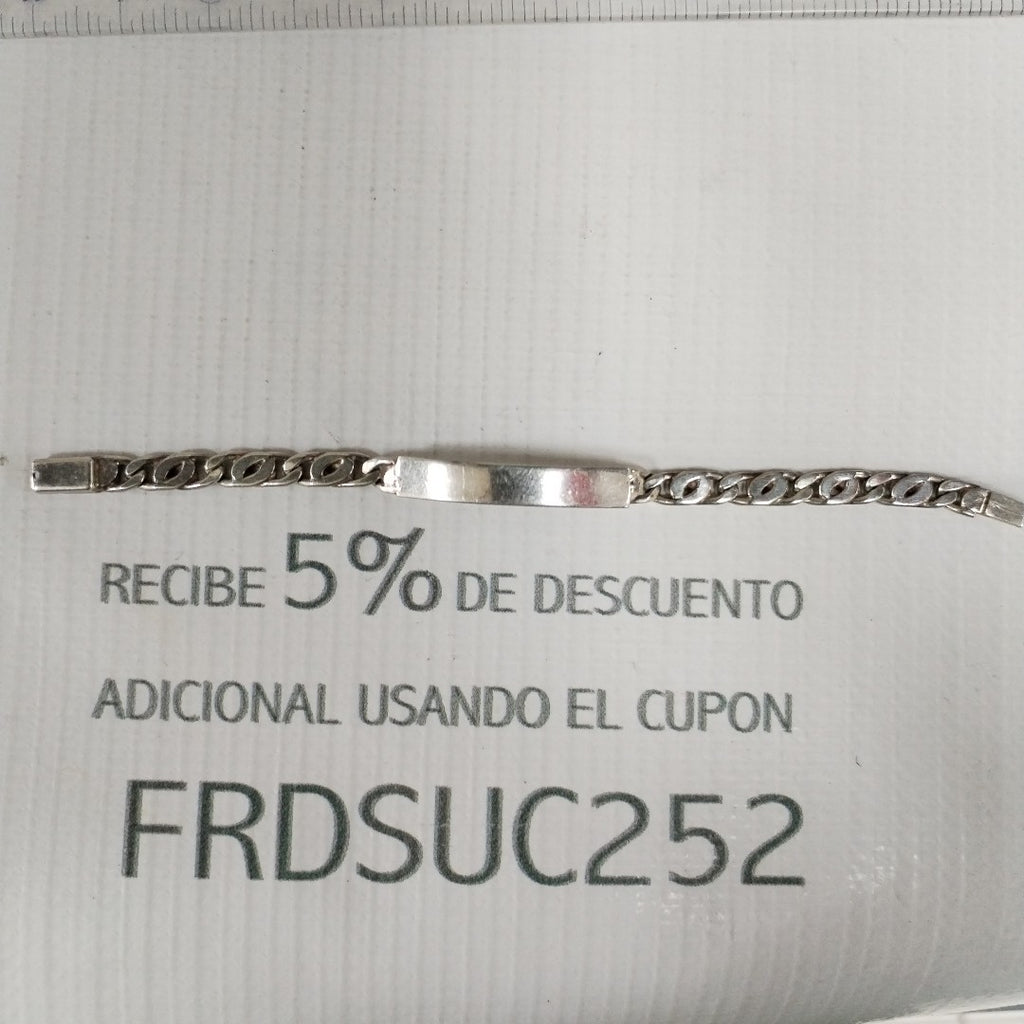 RECIBE 5% DE DESCUENTO
ADICIONAL USANDO EL CUPON
FRDSUC252